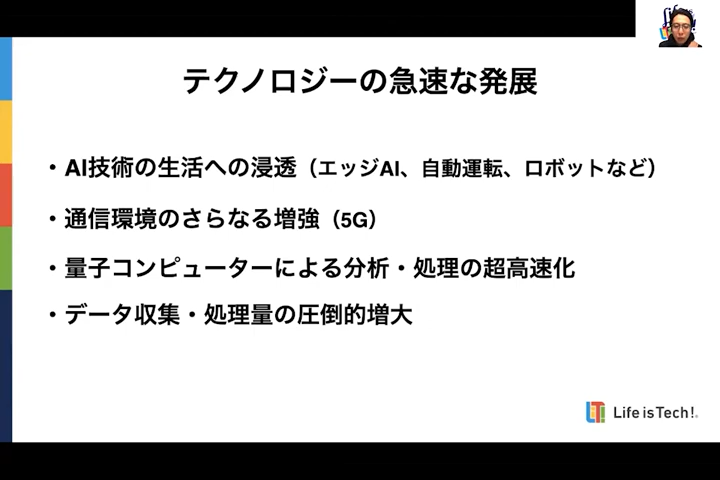 テクノロジーの急速な発展
・AI技術の生活への浸透（エッジAI、自動運転、ロボットなど）
・通信環境のさらなる増強（5G）
・量子コンピューターによる分析・処理の超高速化
・データ収集・処理量の圧倒的増大
Life is Tech!